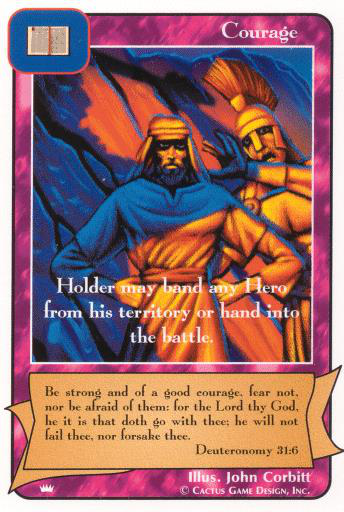 Courage
Holder may band any Hero
from his territory or hand into
the battle.
Be strong and of a good courage, fear not,
nor be afraid of them: for the Lord thy God,
he it is that doth go with thee; he will not
fail thee, nor forsake thee.
Deuteronomy 31:6
Illus. John Corbitt
© Cactus Game Design, Inc.